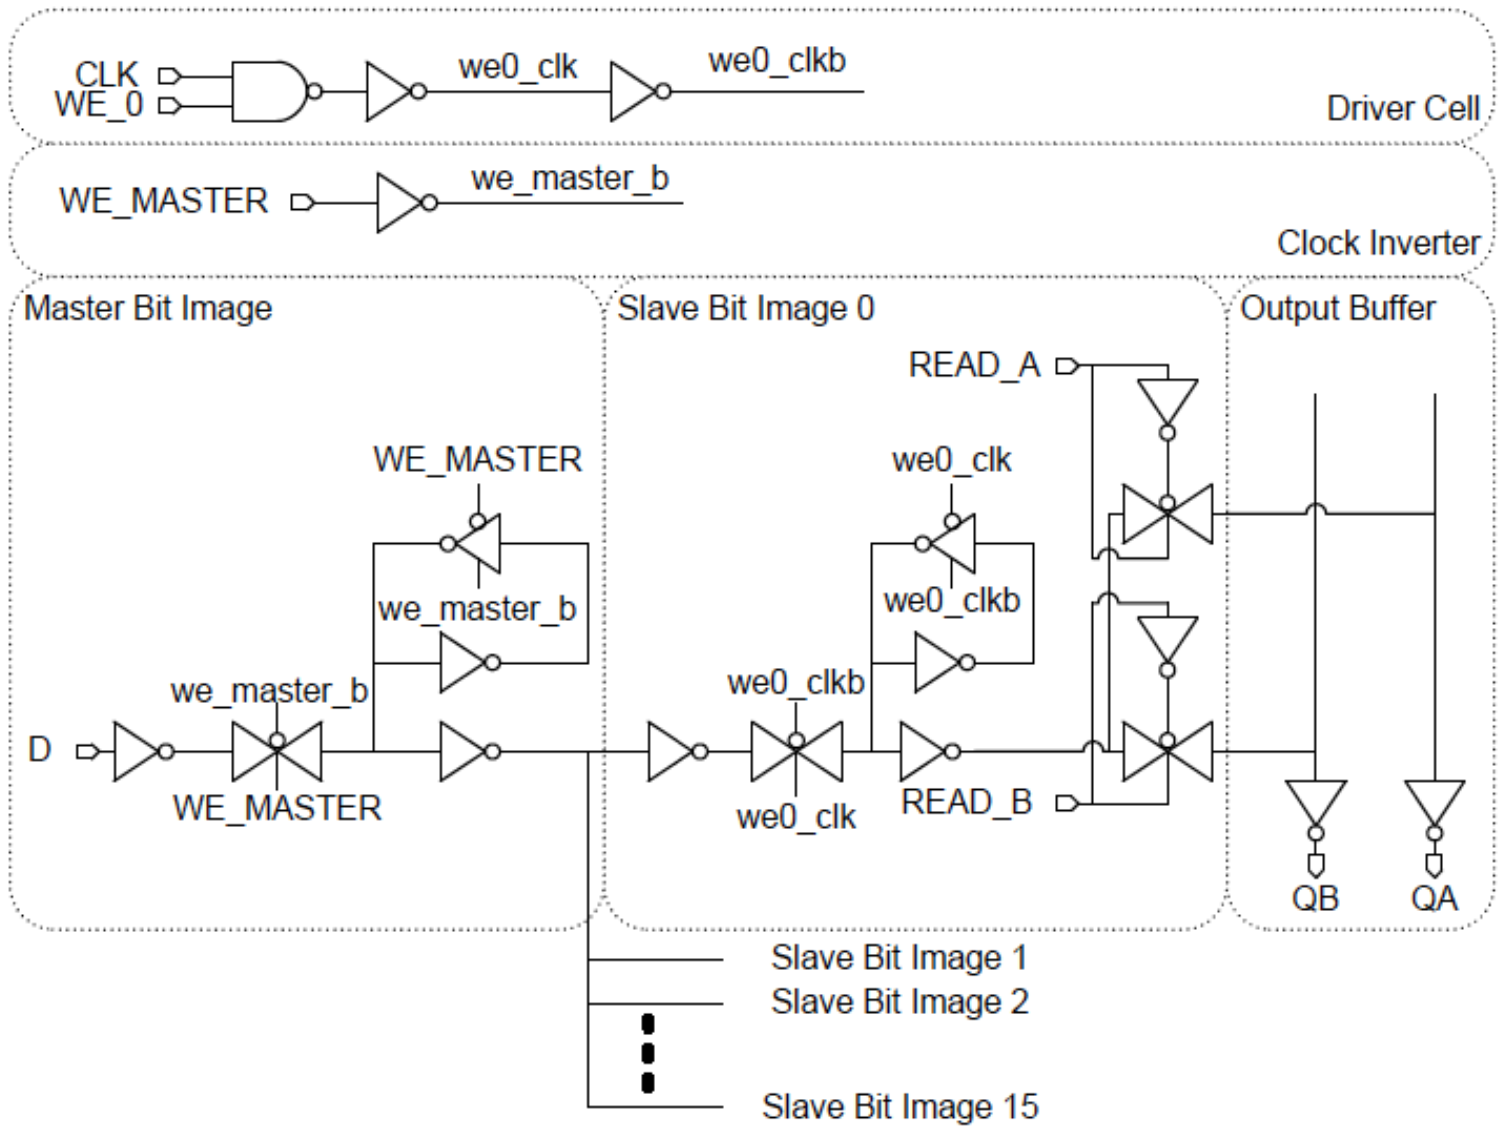 CLK
WE_0
we0_clk
we0_clkb
Driver Cell
WE_MASTER
we_master_b
Clock Inverter
Master Bit Image
Slave Bit Image 0
Output Buffer
READ_A
WE_MASTER
we0_clk
we_master_b
we0_clkb
we_master_b
we0_clkb
D
WE_MASTER
we0_clk
READ_B
QB
QA
Slave Bit Image 1
Slave Bit Image 2
Slave Bit Image 15